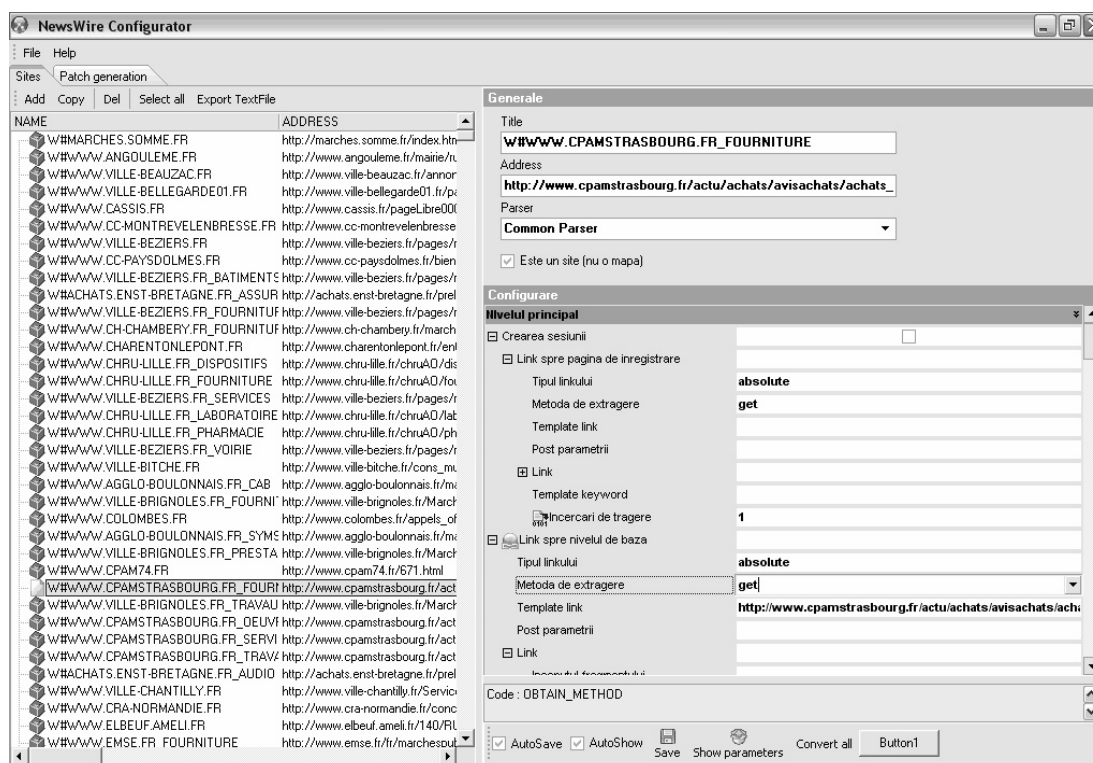 NewsWire Configurator
File Help
Sites Patch generation
Add Copy Del Select all Export TextFile
NAME ADDRESS
W#MARCHES.SOMME.FR http://marches.somme.fr/index.htm
W#WWW.ANGOULEME.FR http://www.angouleme.fr/mairie/ru
W#WWW.VILLE-BEAUZAC.FR http://www.ville-beauzac.fr/annor
W#WWW.VILLE-BELLEGARDE01.FR http://www.ville-bellegarde01.fr/pa
W#WWW.CASSIS.FR http://www.cassis.fr/pageLibre000
W#WWW.CC-MONTREVELENBRESSE.FR http://www.cc-montrevelenbresse
W#WWW.VILLE-BEZIERS.FR http://www.ville-beziers.fr/pages/r
W#WWW.CC-PAYSDOLMES.FR http://www.cc-paysdolmes.fr/bien
W#WWW.VILLE-BEZIERS.FR_BATIMENTS http://www.ville-beziers.fr/pages/r
W#ACHATS.ENST-BRETAGNE.FR_ASSUR http://achats.enst-bretagne.fr/prel
W#WWW.VILLE-BEZIERS.FR_FOURNITUF http://www.ville-beziers.fr/pages/r
W#WWW.CH-CHAMBERY.FR_FOURNITUF http://www.ch-chambery.fr/march
W#WWW.CHARENTONLEPONT.FR http://www.charentonlepont.fr/en
W#WWW.CHRU-LILLE.FR_DISPOSITIFS http://www.chru-lille.fr/chruAO/dis
W#WWW.CHRU-LILLE.FR_FOURNITURE http://www.chru-lille.fr/chruAO/fou
W#WWW.VILLE-BEZIERS.FR_SERVICES http://www.ville-beziers.fr/pages/r
W#WWW.CHRU-LILLE.FR_LABORATOIRE http://www.chru-lille.fr/chruAO/lab
W#WWW.CHRU-LILLE.FR_PHARMACIE http://www.chru-lille.fr/chruAO/ph
W#WWW.VILLE-BEZIERS.FR_VOIRIE http://www.ville-beziers.fr/pages/r
W#WWW.VILLE-BITCHE.FR http://www.ville-bitche.fr/cons_mu
W#WWW.AGGLO-BOULONNAIS.FR_CAB http://www.agglo-boulonnais.fr/ma
W#WWW.VILLE-BRIGNOLES.FR_FOURNI http://www.ville-brignoles.fr/March
W#WWW.COLOMBES.FR http://www.colombes.fr/appels_of
W#WWW.AGGLO-BOULONNAIS.FR_SYMS http://www.agglo-boulonnais.fr/ma
W#WWW.VILLE-BRIGNOLES.FR_PRESTA http://www.ville-brignoles.fr/March
W#WWW.CPAM74.FR http://www.cpam74.fr/671.html
W#WWW.CPAMSTRASBOURG.FR_FOURI http://www.cpamstrasbourg.fr/act
W#WWW.VILLE-BRIGNOLES.FR_TRAVAU http://www.ville-brignoles.fr/March
W#WWW.CPAMSTRASBOURG.FR_OEUVF http://www.cpamstrasbourg.fr/act
W#WWW.CPAMSTRASBOURG.FR_SERVI http://www.cpamstrasbourg.fr/act
W#WWW.CPAMSTRASBOURG.FR_TRAVA http://www.cpamstrasbourg.fr/act
W#ACHATS.ENST-BRETAGNE.FR_AUDIO http://achats.enst-bretagne.fr/prel
W#WWW.VILLE-CHANTILLY.FR http://www.ville-chantilly.fr/Servic
W#WWW.CRA-NORMANDIE.FR http://www.cra-normandie.fr/conc
W#WWW.ELBEUF.AMELI.FR http://www.elbeuf.ameli.fr/140/RU
W#WWW.EMSE.FR_FOURNITURE http://www.emse.fr/fr/marchespub
Generale
Title
W#WWW.CPAMSTRASBOURG.FR_FOURNITURE
Address
http://www.cpamstrasbourg.fr/actu/achats/avisachats/achats_
Parser
Common Parser
Este un site (nu o mapa)
Configurare
NIvelul principal
Crearea sesiunii
Link spre pagina de inregistrare
Tipul linkului absolute
Metoda de extragere get
Template link
Post parametrii
Link
Template keyword
Incercari de tragere 1
Link spre nivelul de baza
Tipul linkului absolute
Metoda de extragere get
Template link http://www.cpamstrasbourg.fr/actu/achats/avisachats/acha
Post parametrii
Link
Inceputul fragmentului
Code : OBTAIN_METHOD
AutoSave AutoShow Save Show parameters Convert all Button1